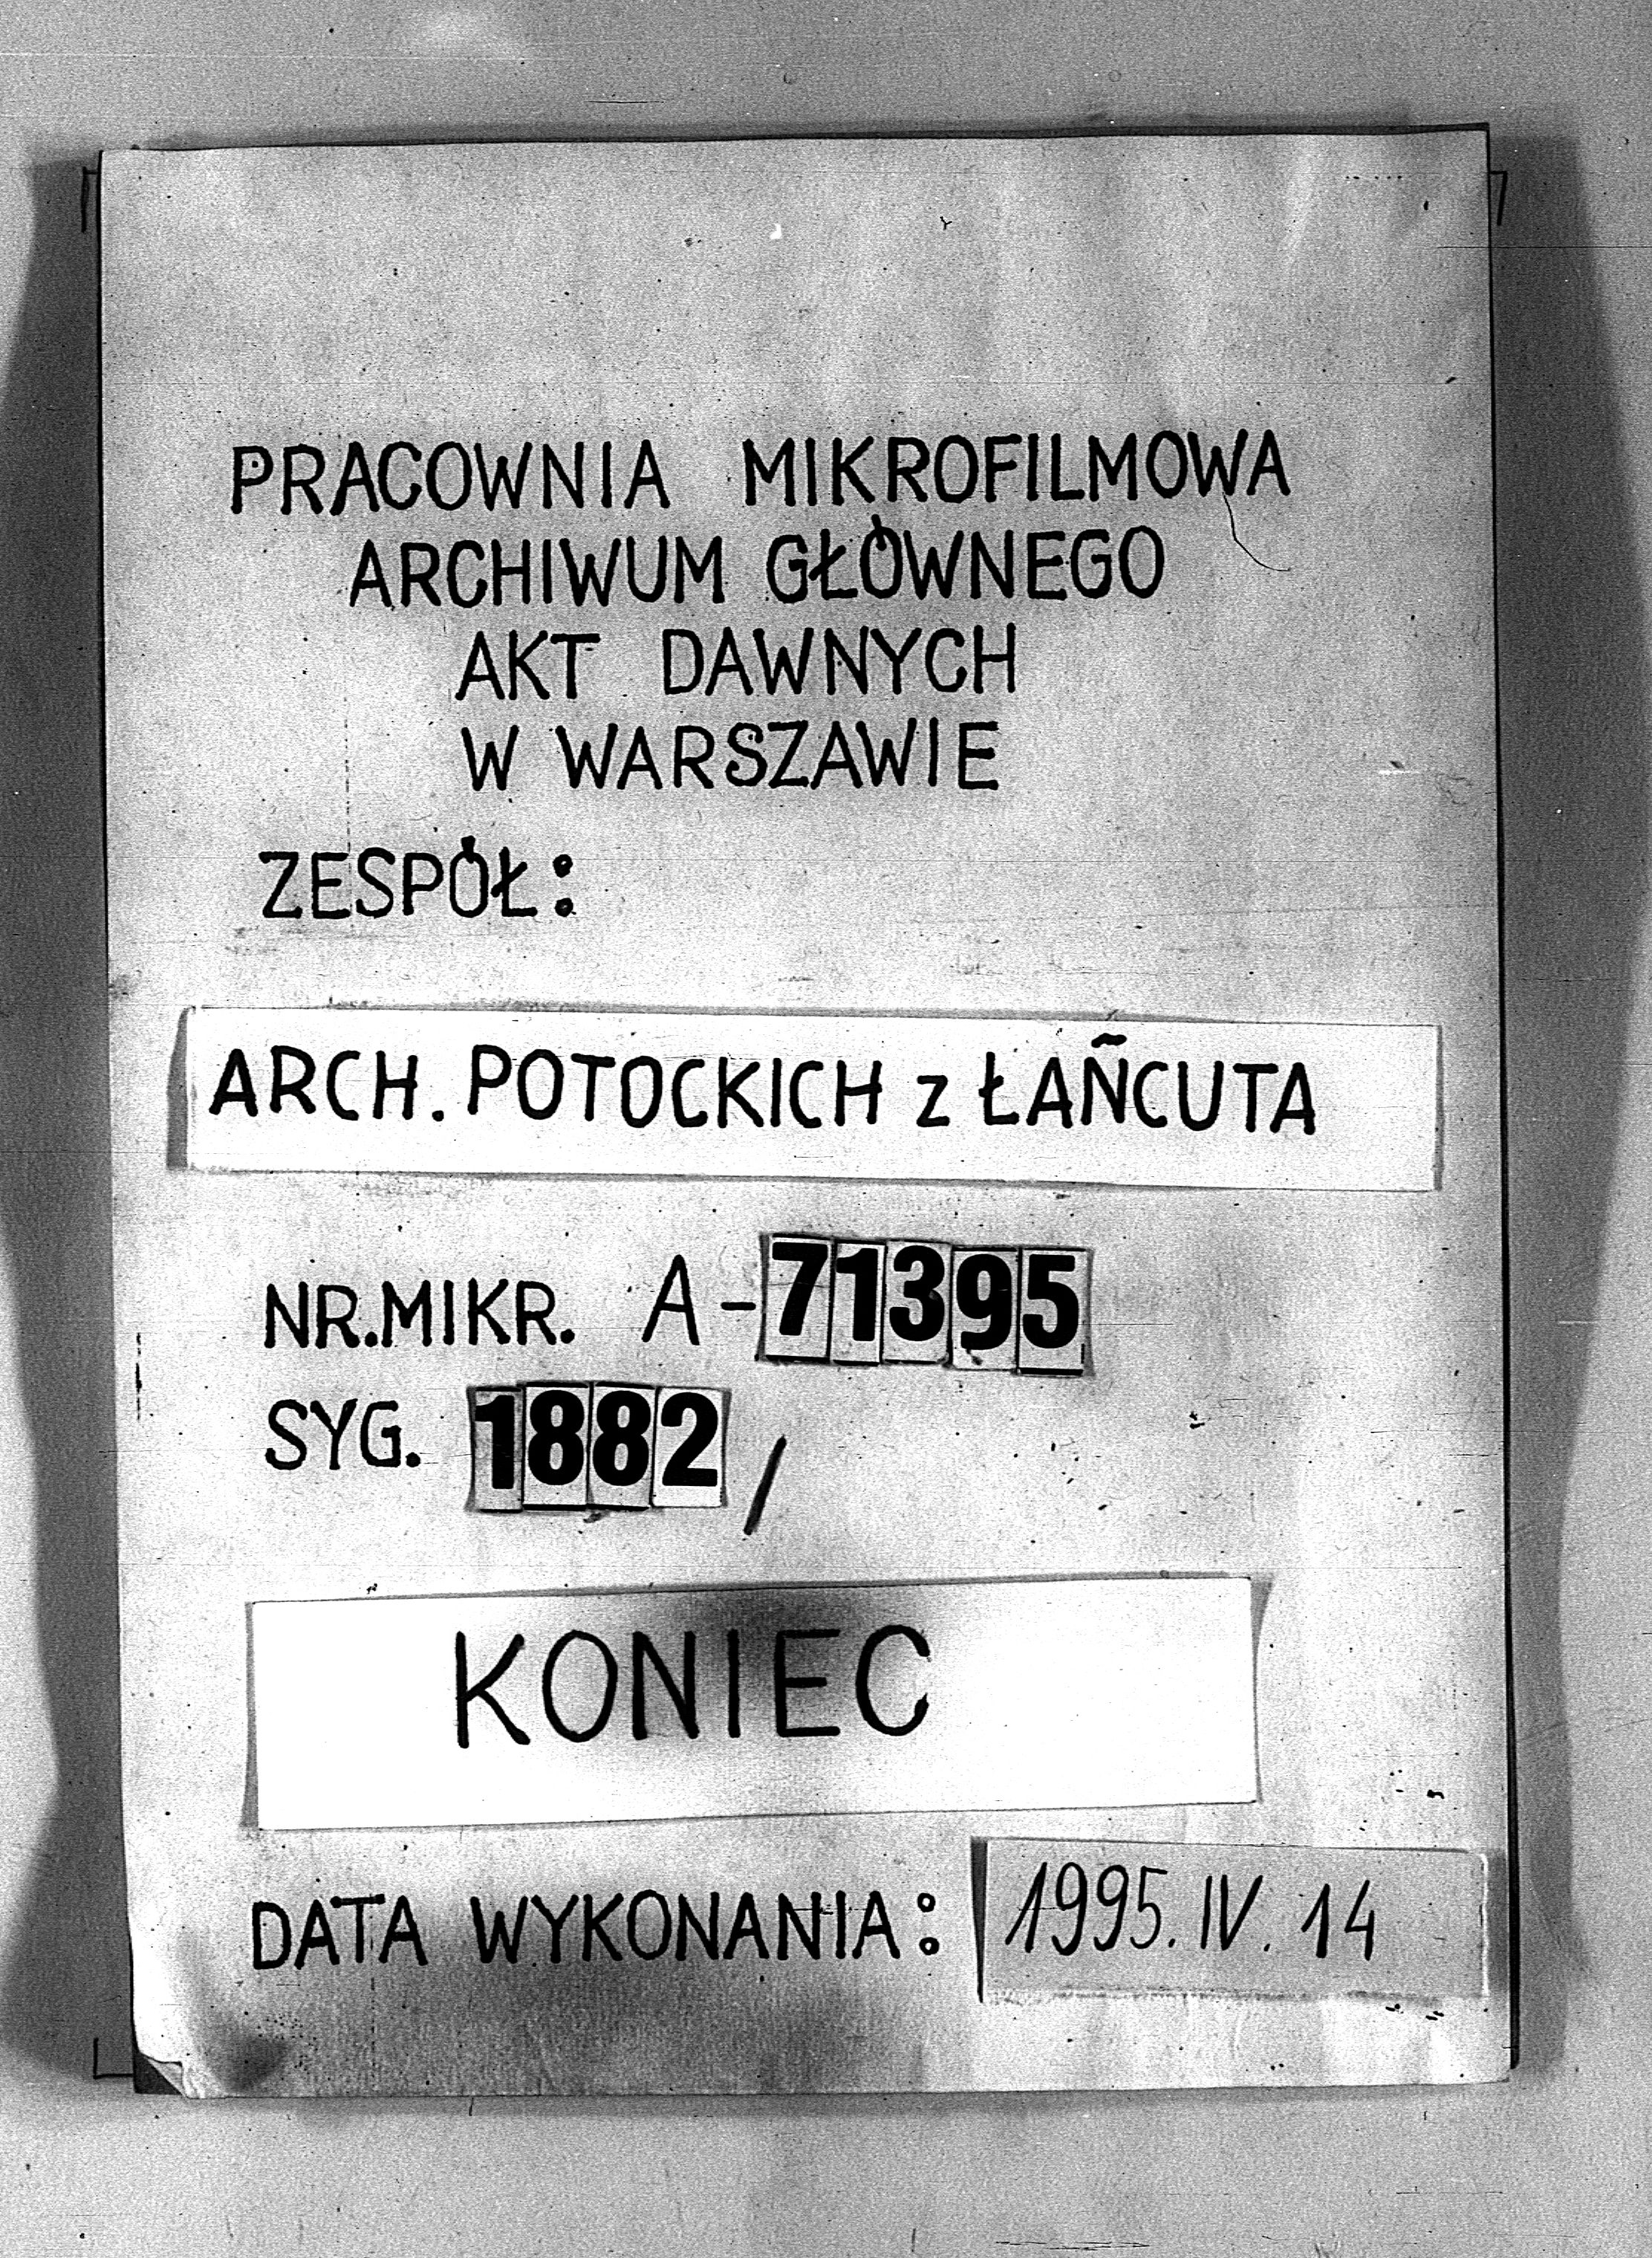 PRACOWNIA MIKROFILMOWA
ARCHIWUM GŁÓWNEGO
AKT DAWNYCH
W WARSZAWIE
ZESPÓŁ:
ARCH. POTOCKICH z ŁAŃCUTA
NR.MIKR. A-71395
SYG. 1882/
KONIEC
DATA WYKONANIA: 1995. IV. 14